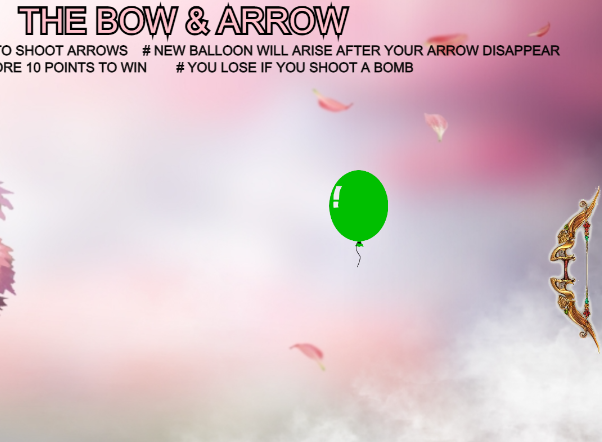 THE BOW & ARROW
TO SHOOT ARROWS # NEW BALLOON WILL ARISE AFTER YOUR ARROW DISAPPEAR
ORE 10 POINTS TO WIN # YOU LOSE IF YOU SHOOT A BOMB